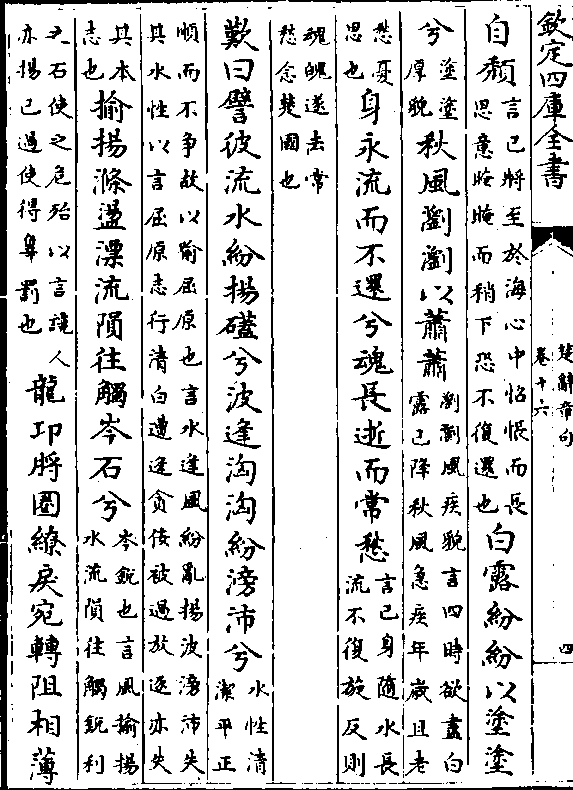 欽定四庫全書
楚辭章句
卷十六
四
自頽言已將至於海心中怊悵而長
思意晻晻而稍下恐不復還也白露紛紛以塗塗
兮塗塗厚貌秋風瀏瀏以蕭蕭瀏瀏風疾貌言四時欲盡白
露已降秋風急疾年歲且老
愁憂思也身永流而不還兮魂長逝而常愁言已身隨水長
流不復旋反則
魂魄遂去常
愁念楚國也
歎曰譬彼流水紛揚磕兮波逢洶洶紛滂沛兮水性清
潔平正
順而不爭故以喻屈原也言水逢風紛亂揚波滂沛失
其水性以言屈原志行清白遭逢貪佞被過放逐亦失
其本志也揄揚滌盪漂流隕往觸岑石兮岑銳也言風揄揚
水流隕往觸銳利
之石使之危殆以言讒人
亦揚已過使得辠罰也龍卭脟圈繚戾宛轉阻相薄